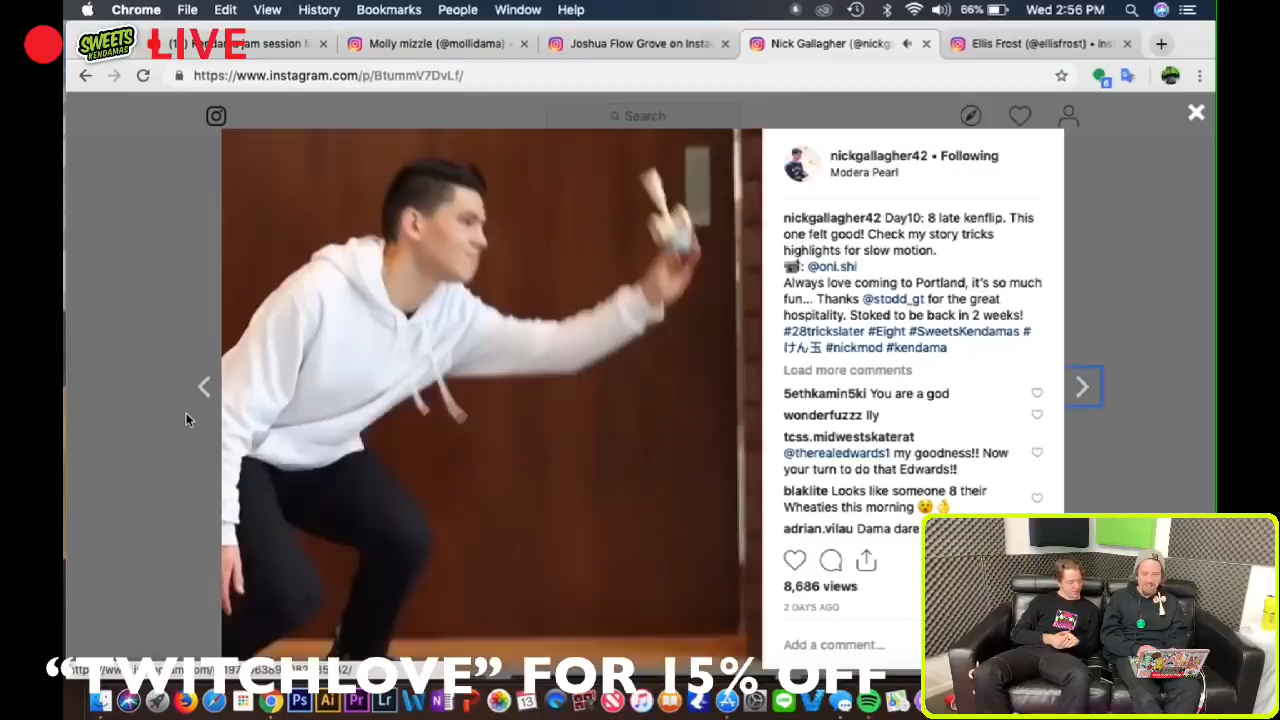 Chrome File Edit View History Bookmarks People Window Help 66% Wed 2:56 PM
SWEETS KENDAMAS LIVE
Kendama jam session M
Molly mizzle (@mollidama) •
Joshua Flow Grove on Insta
Nick Gallagher (@nickg
Ellis Frost (@ellisfrost) • Ins
https://www.instagram.com/p/BtummV7DvLf/
Search
nickgallagher42 • Following
Modera Pearl
nickgallagher42 Day10: 8 late kenflip. This
one felt good! Check my story tricks
highlights for slow motion.
📹: @oni.shi
Always love coming to Portland, it's so much
fun... Thanks @stodd_gt for the great
hospitality. Stoked to be back in 2 weeks!
#28trickslater #Eight #SweetsKendamas #
けん玉 #nickmod #kendama
Load more comments
5ethkamin5ki You are a god
wonderfuzzz Ily
tcss.midwestskaterat
@therealedwards1 my goodness!! Now
your turn to do that Edwards!!
blaklite Looks like someone 8 their
Wheaties this morning 😵👌
adrian.vilau Dama dare
8,686 views
2 DAYS AGO
Add a comment...
“TWITCHLOVE” FOR 15% OFF